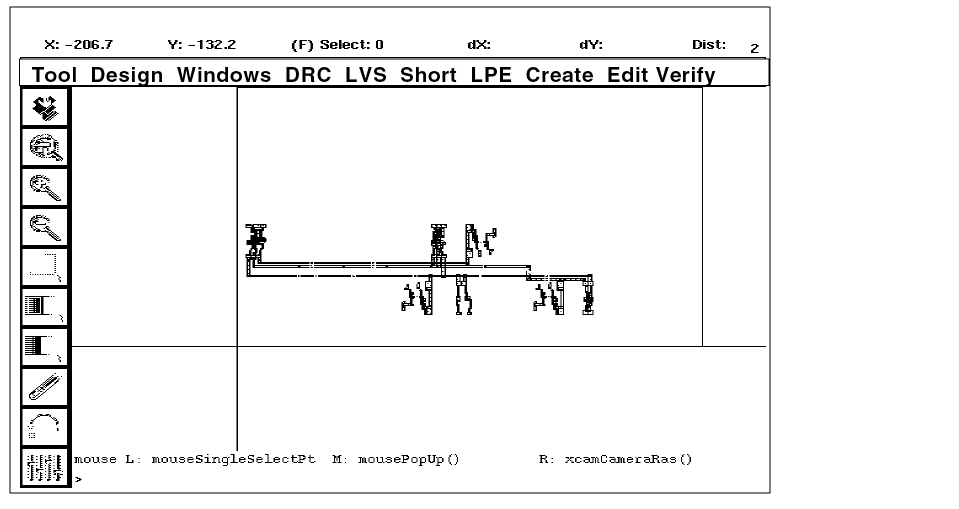 X: -206.7 Y: -132.2 (F) Select: 0 dX: dY: Dist: 2
Tool Design Windows DRC LVS Short LPE Create Edit Verify
mouse L: mouseSingleSelectPt M: mousePopUp() R: xcamCameraRas()
>